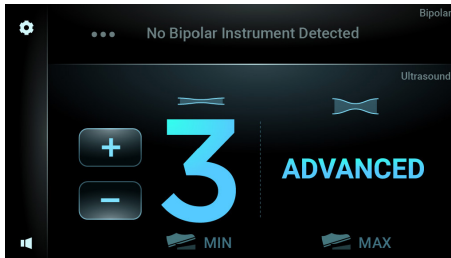 Bipolar
••• No Bipolar Instrument Detected
Ultrasound
+
3
ADVANCED
−
MIN
MAX